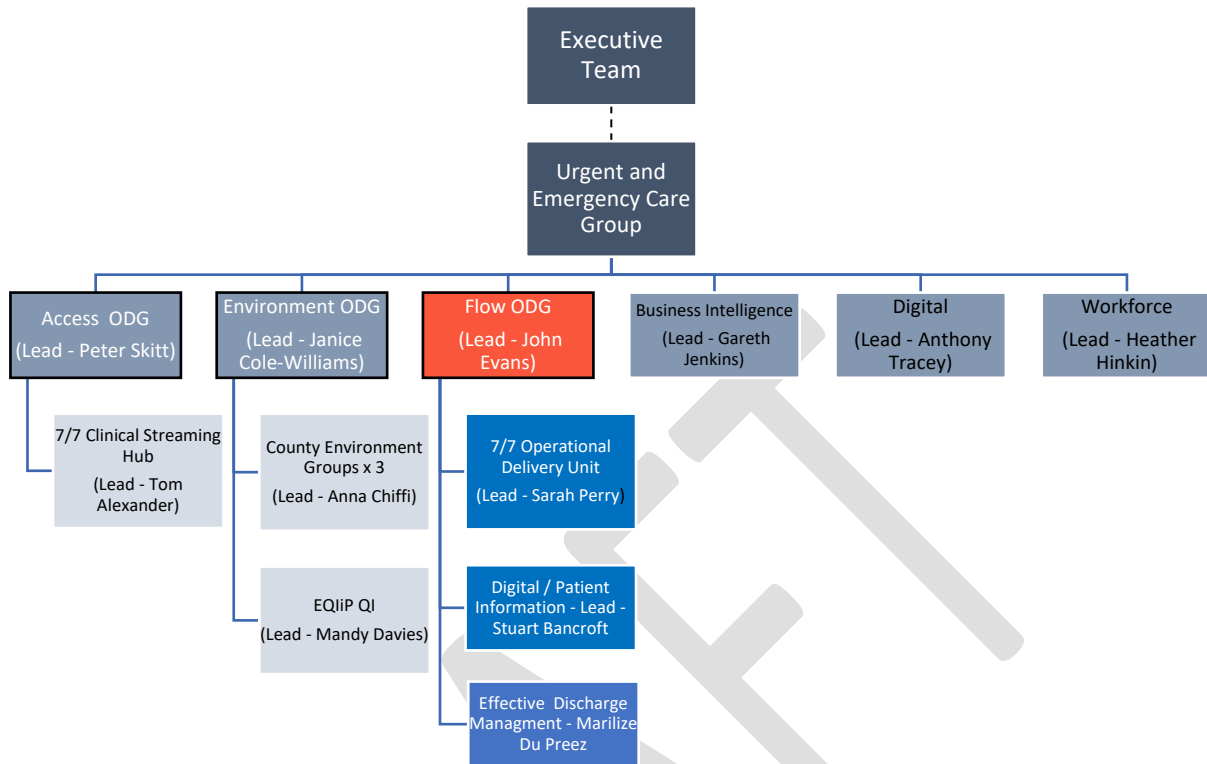 Executive
Team
Urgent and
Emergency Care
Group
Access ODG
(Lead - Peter Skitt)
Environment ODG
(Lead - Janice
Cole-Williams)
Flow ODG
(Lead - John
Evans)
Business Intelligence
(Lead - Gareth
Jenkins)
Digital
(Lead - Anthony
Tracey)
Workforce
(Lead - Heather
Hinkin)
7/7 Clinical Streaming
Hub
(Lead - Tom
Alexander)
County Environment
Groups x 3
(Lead - Anna Chiffi)
7/7 Operational
Delivery Unit
(Lead - Sarah Perry)
EQIiP QI
(Lead - Mandy Davies)
Digital / Patient
Information - Lead -
Stuart Bancroft
Effective Discharge
Managment - Marilize
Du Preez